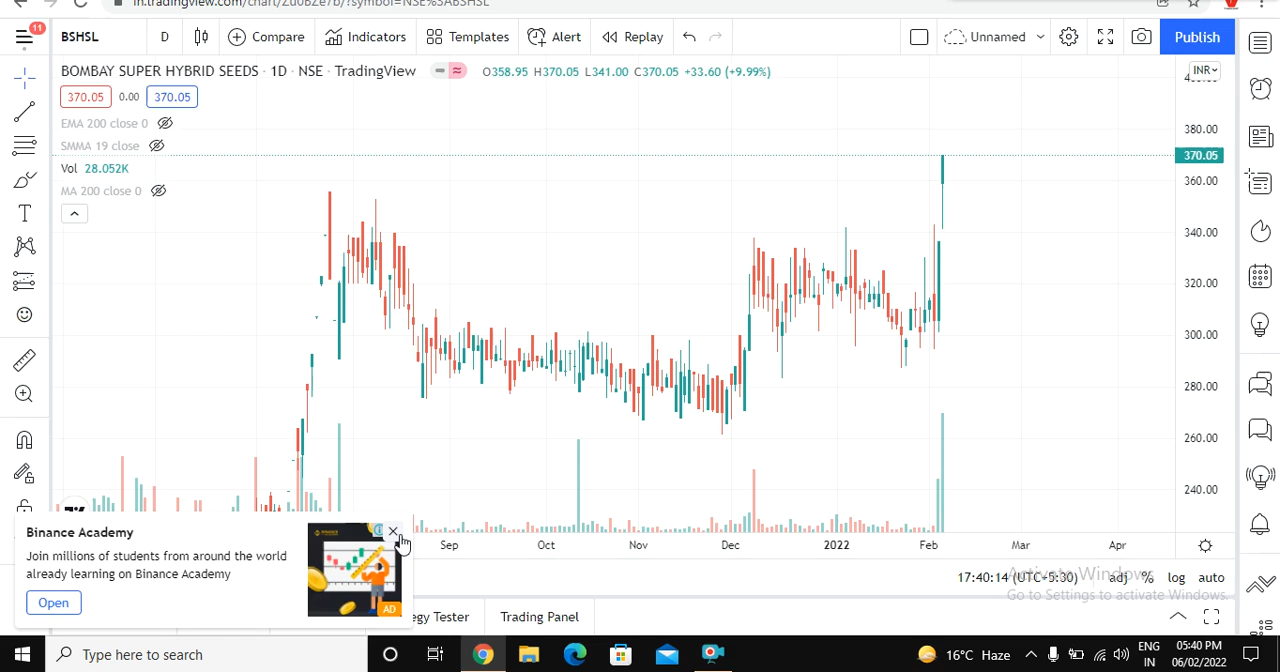 in.tradingview.com/chart/Zu0BZe7b/?symbol=NSE%3ABSHSL
11
BSHSL
D
Compare
Indicators
Templates
Alert
Replay
Unnamed
Publish
BOMBAY SUPER HYBRID SEEDS · 1D · NSE · TradingView
O358.95 H370.05 L341.00 C370.05 +33.60 (+9.99%)
INR
370.05
0.00
370.05
EMA 200 close 0
SMMA 19 close
Vol 28.052K
MA 200 close 0
380.00
370.05
360.00
340.00
320.00
300.00
280.00
260.00
240.00
Sep
Oct
Nov
Dec
2022
Feb
Mar
Apr
Binance Academy
Join millions of students from around the world
already learning on Binance Academy
Open
AD
17:40:14 (UTC+5:30)
adj
%
log
auto
Activate Windows
Go to Settings to activate Windows.
egy Tester
Trading Panel
Type here to search
16°C Haze
ENG
IN
05:40 PM
06/02/2022